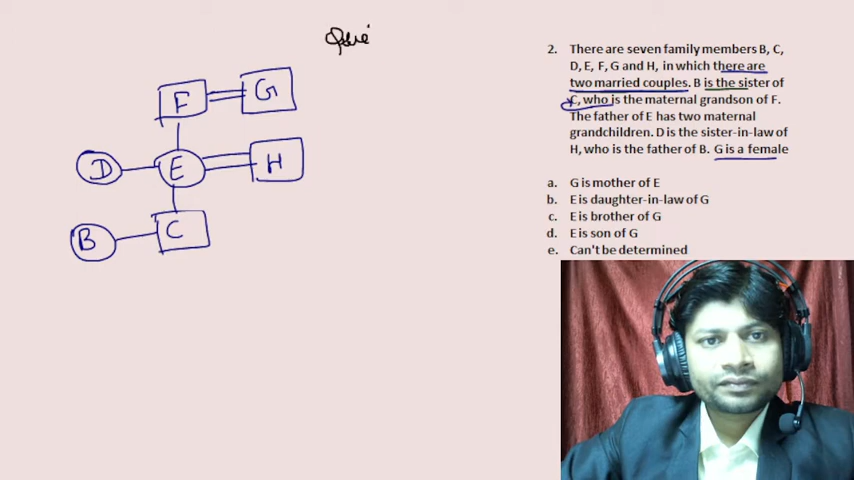 2. There are seven family members B, C,
D, E, F, G and H, in which there are
two married couples. B is the sister of
C, who is the maternal grandson of F.
The father of E has two maternal
grandchildren. D is the sister-in-law of
H, who is the father of B. G is a female
a. G is mother of E
b. E is daughter-in-law of G
c. E is brother of G
d. E is son of G
e. Can't be determined
F G
D E H
B C